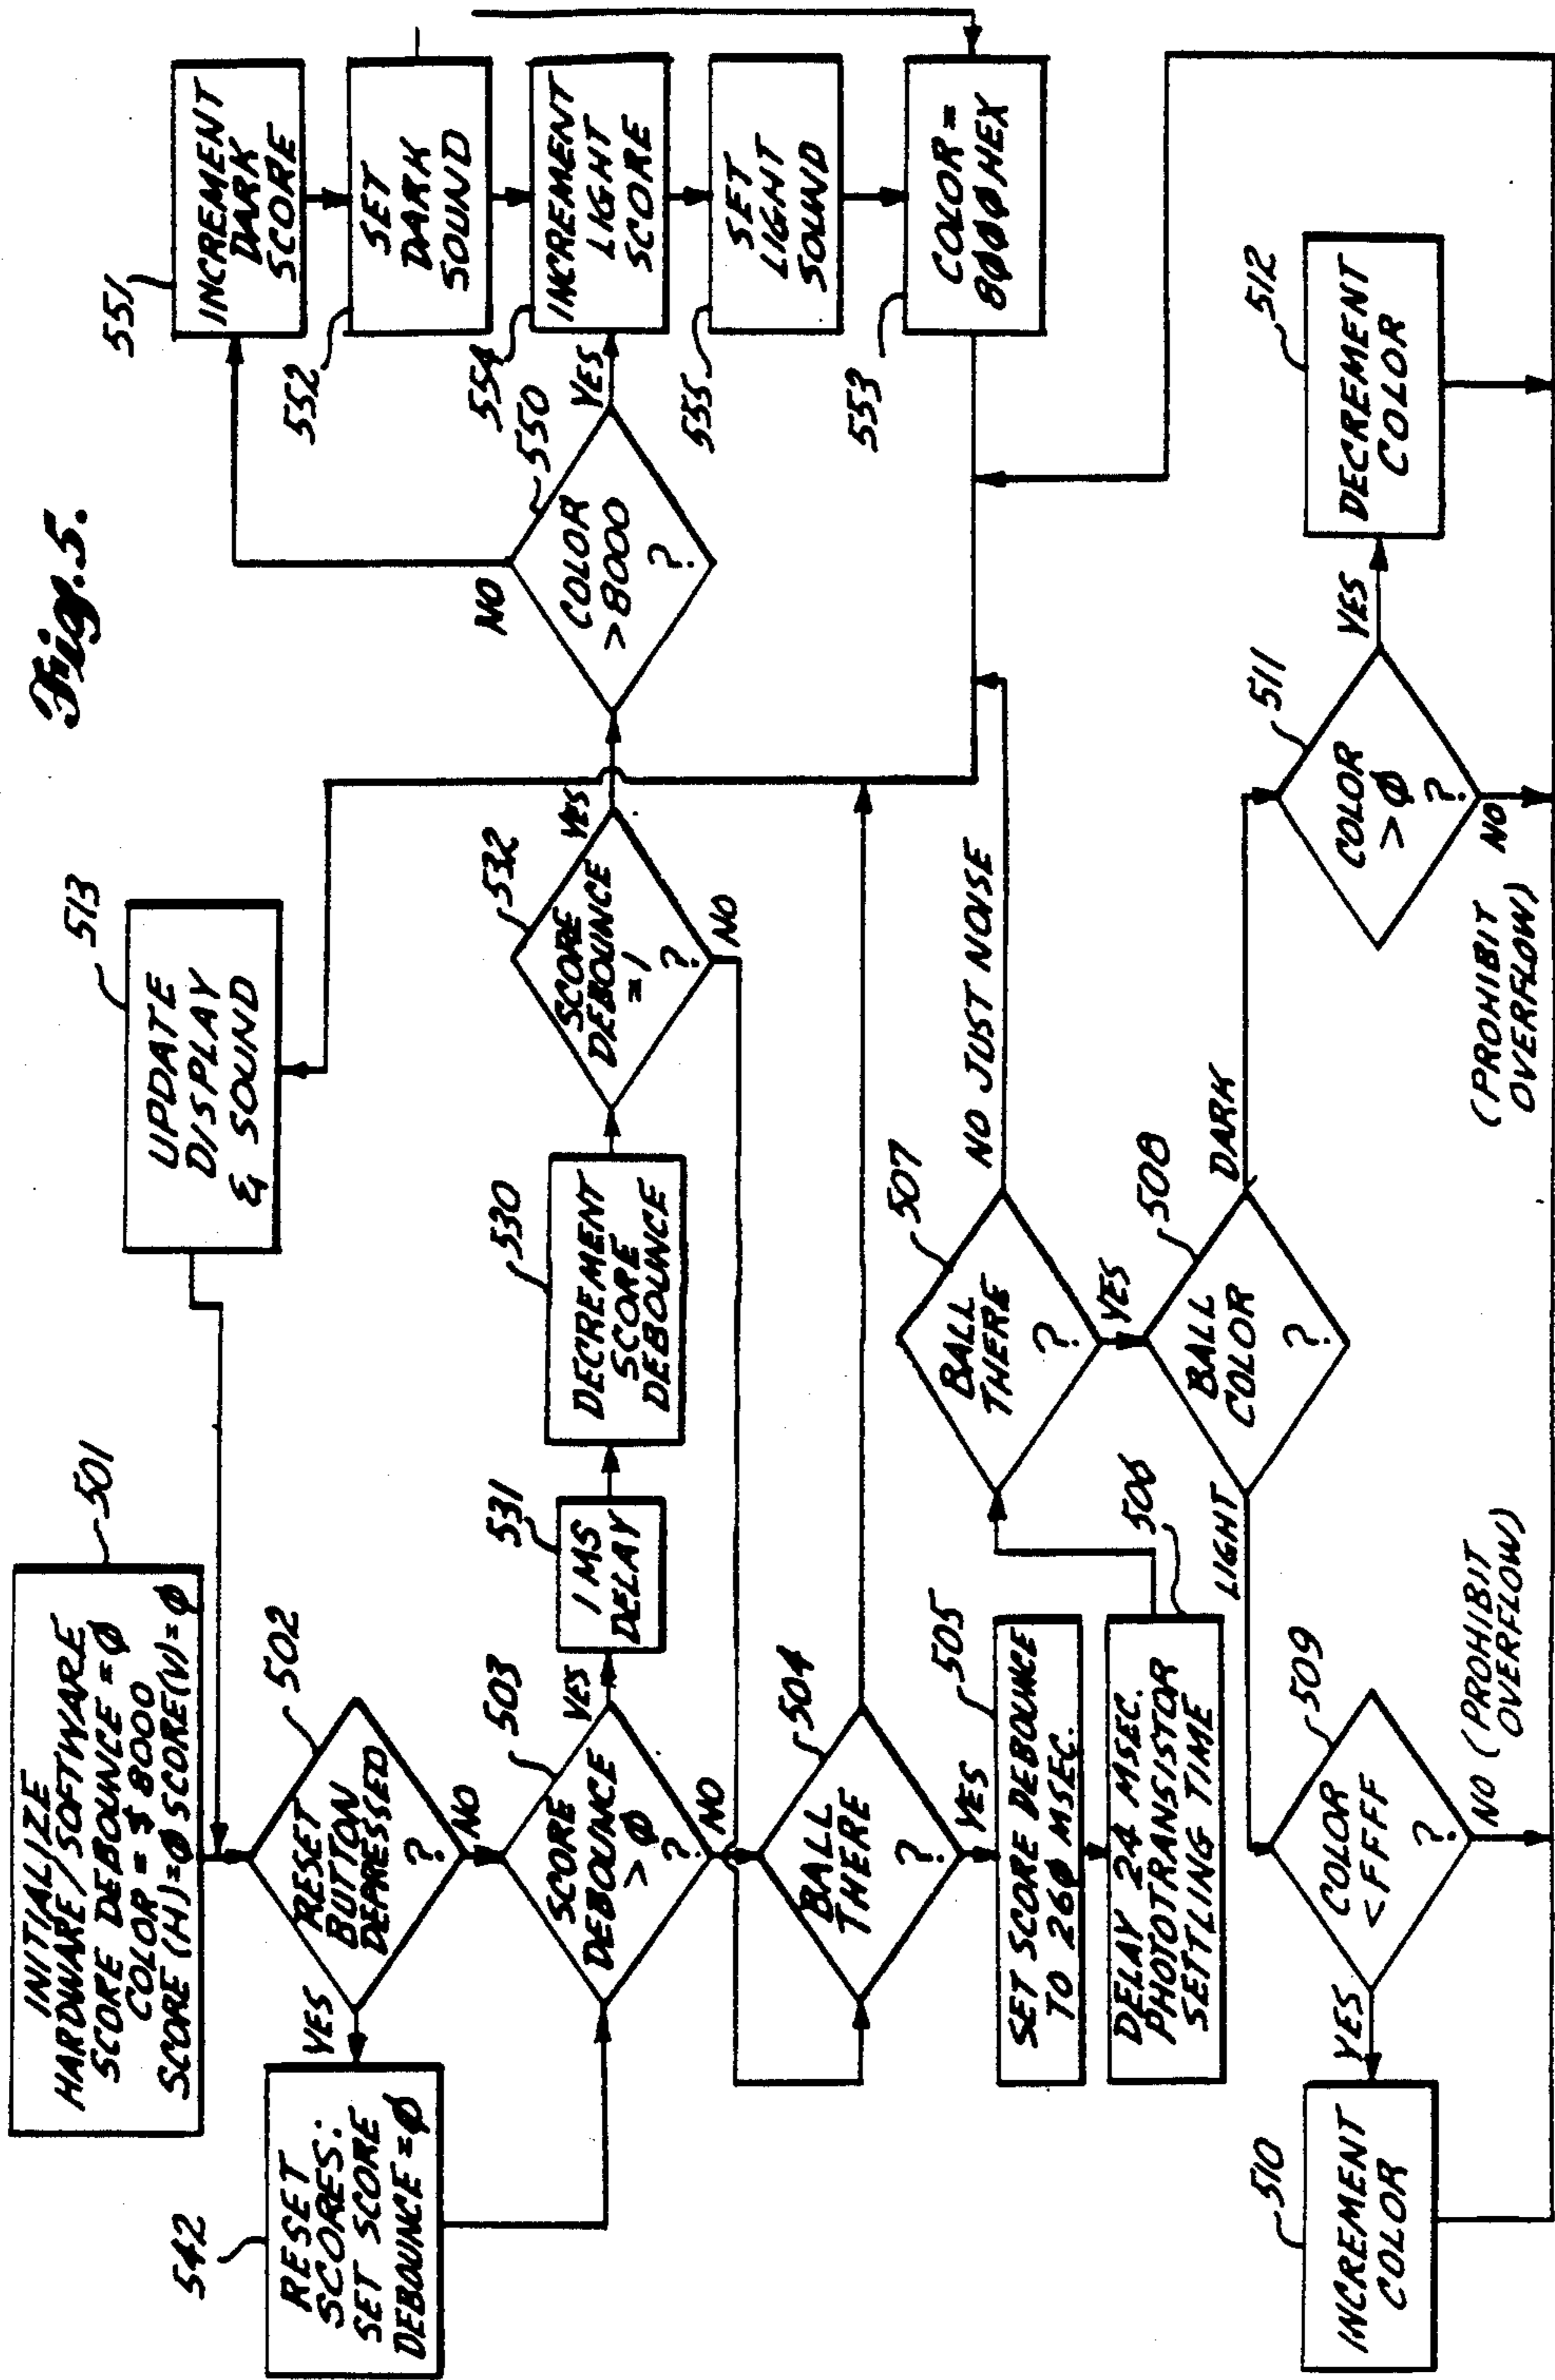 Fig. 5.
INITIALIZE
HARDWARE/SOFTWARE
SCORE DEBOUNCE = Ø
COLOR = $ 8000
SCORE (H)=Ø SCORE(V)=Ø
501
UPDATE
DISPLAY
& SOUND
513
RESET
SCORES:
SET SCORE
DEBOUNCE=Ø
542
YES
RESET
BUTTON
DEPRESSED
?
502
NO
SCORE
DEBOUNCE
> Ø
?
503
YES
NO
1 MS
DELAY
531
DECREMENT
SCORE
DEBOUNCE
530
SCORE
DEBOUNCE
=1
?
532
YES
NO
COLOR
>8000
?
550
NO
YES
INCREMENT
DARK
SCORE
551
SET
DARK
SOUND
552
INCREMENT
LIGHT
SCORE
554
SET
LIGHT
SOUND
555
COLOR=
8ØØØHEX
553
BALL
THERE
?
504
YES
SET SCORE DEBOUNCE
TO 26Ø MSEC.
505
DELAY 24 MSEC.
PHOTOTRANSISTOR
SETTLING TIME
506
BALL
THERE
?
507
NO JUST NOISE
YES
BALL
COLOR
?
508
LIGHT
DARK
COLOR
<FFFF
?
509
YES
NO (PROHIBIT
OVERFLOW)
INCREMENT
COLOR
510
COLOR
> Ø
?
511
YES
NO
(PROHIBIT
OVERFLOW)
DECREMENT
COLOR
512